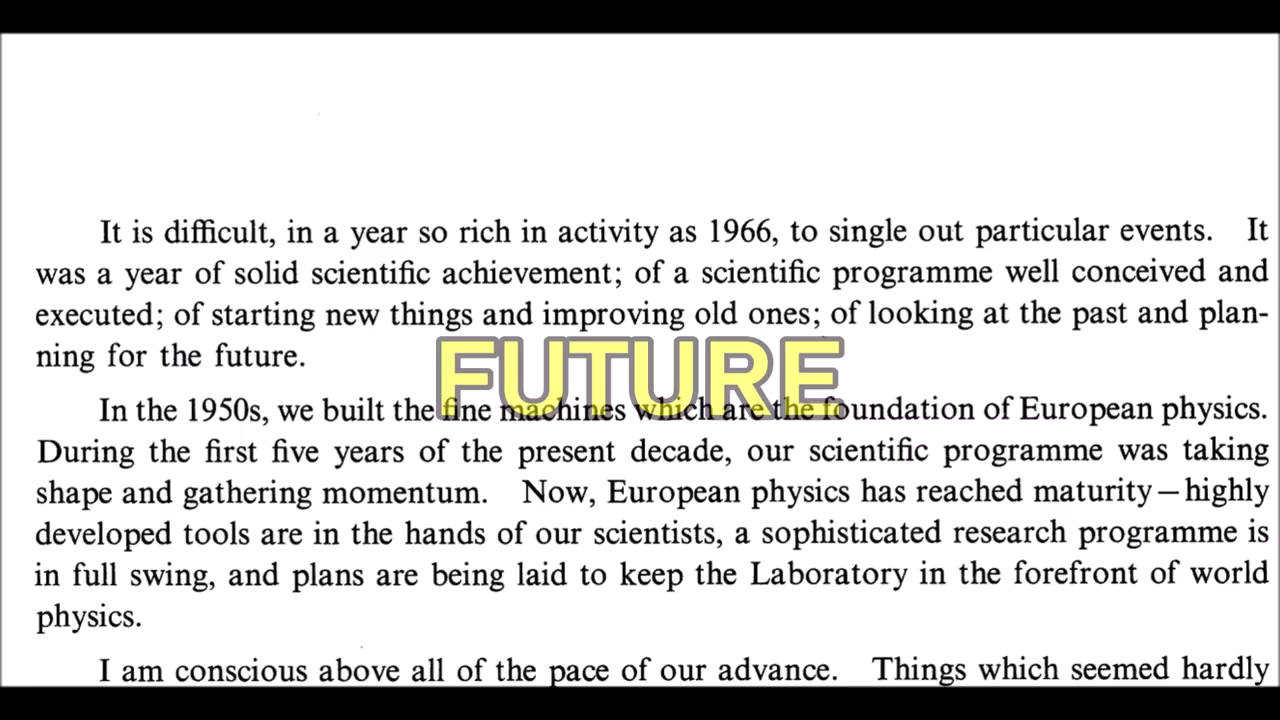 It is difficult, in a year so rich in activity as 1966, to single out particular events. It
was a year of solid scientific achievement; of a scientific programme well conceived and
executed; of starting new things and improving old ones; of looking at the past and plan-
ning for the future.
FUTURE
In the 1950s, we built the fine machines which are the foundation of European physics.
During the first five years of the present decade, our scientific programme was taking
shape and gathering momentum. Now, European physics has reached maturity—highly
developed tools are in the hands of our scientists, a sophisticated research programme is
in full swing, and plans are being laid to keep the Laboratory in the forefront of world
physics.
I am conscious above all of the pace of our advance. Things which seemed hardly